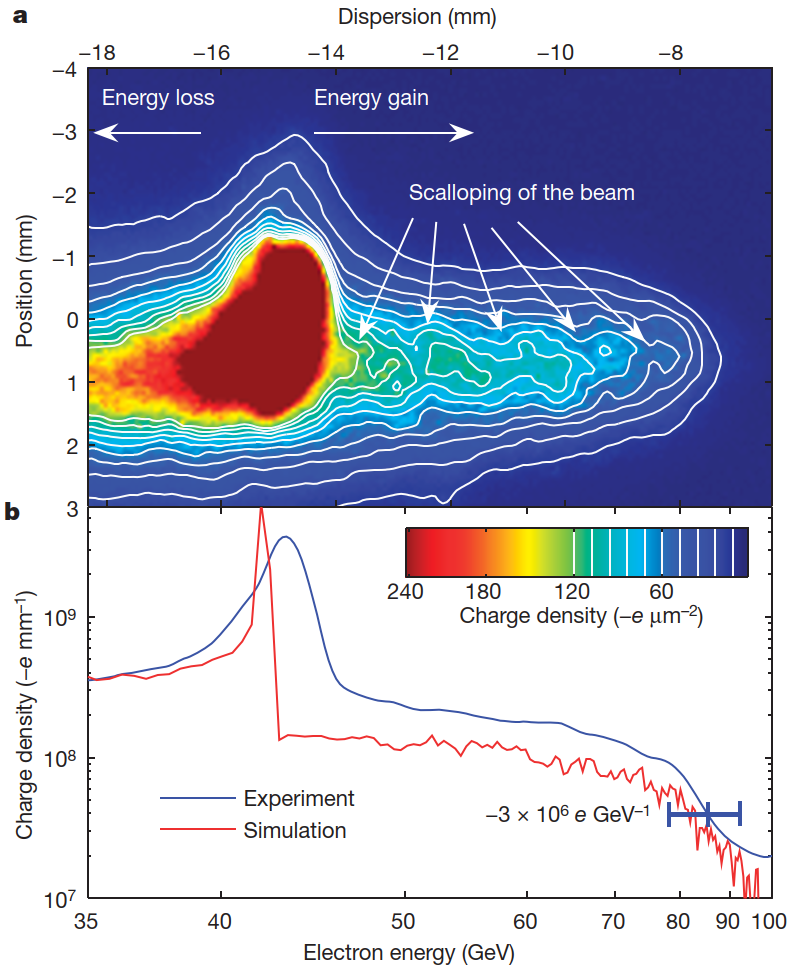 a
Dispersion (mm)
−18 −16 −14 −12 −10 −8
−4
Energy loss Energy gain
−3
−2
Scalloping of the beam
−1
Position (mm)
0
1
2
3
b
240 180 120 60
Charge density (−e μm−2)
10⁹
Charge density (−e mm−1)
10⁸
Experiment
−3 × 10⁶ e GeV−1
Simulation
10⁷
35 40 50 60 70 80 90 100
Electron energy (GeV)